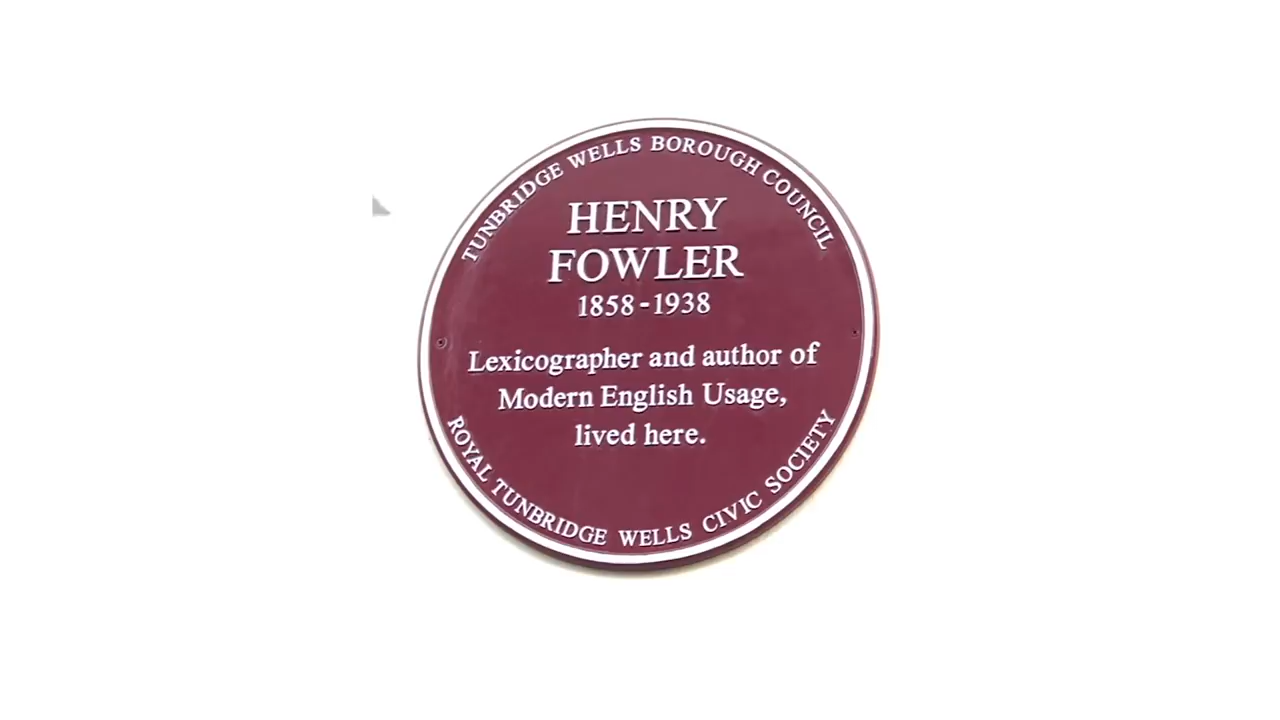 TUNBRIDGE WELLS BOROUGH COUNCIL
HENRY
FOWLER
1858-1938
Lexicographer and author of
Modern English Usage,
lived here.
ROYAL TUNBRIDGE WELLS CIVIC SOCIETY